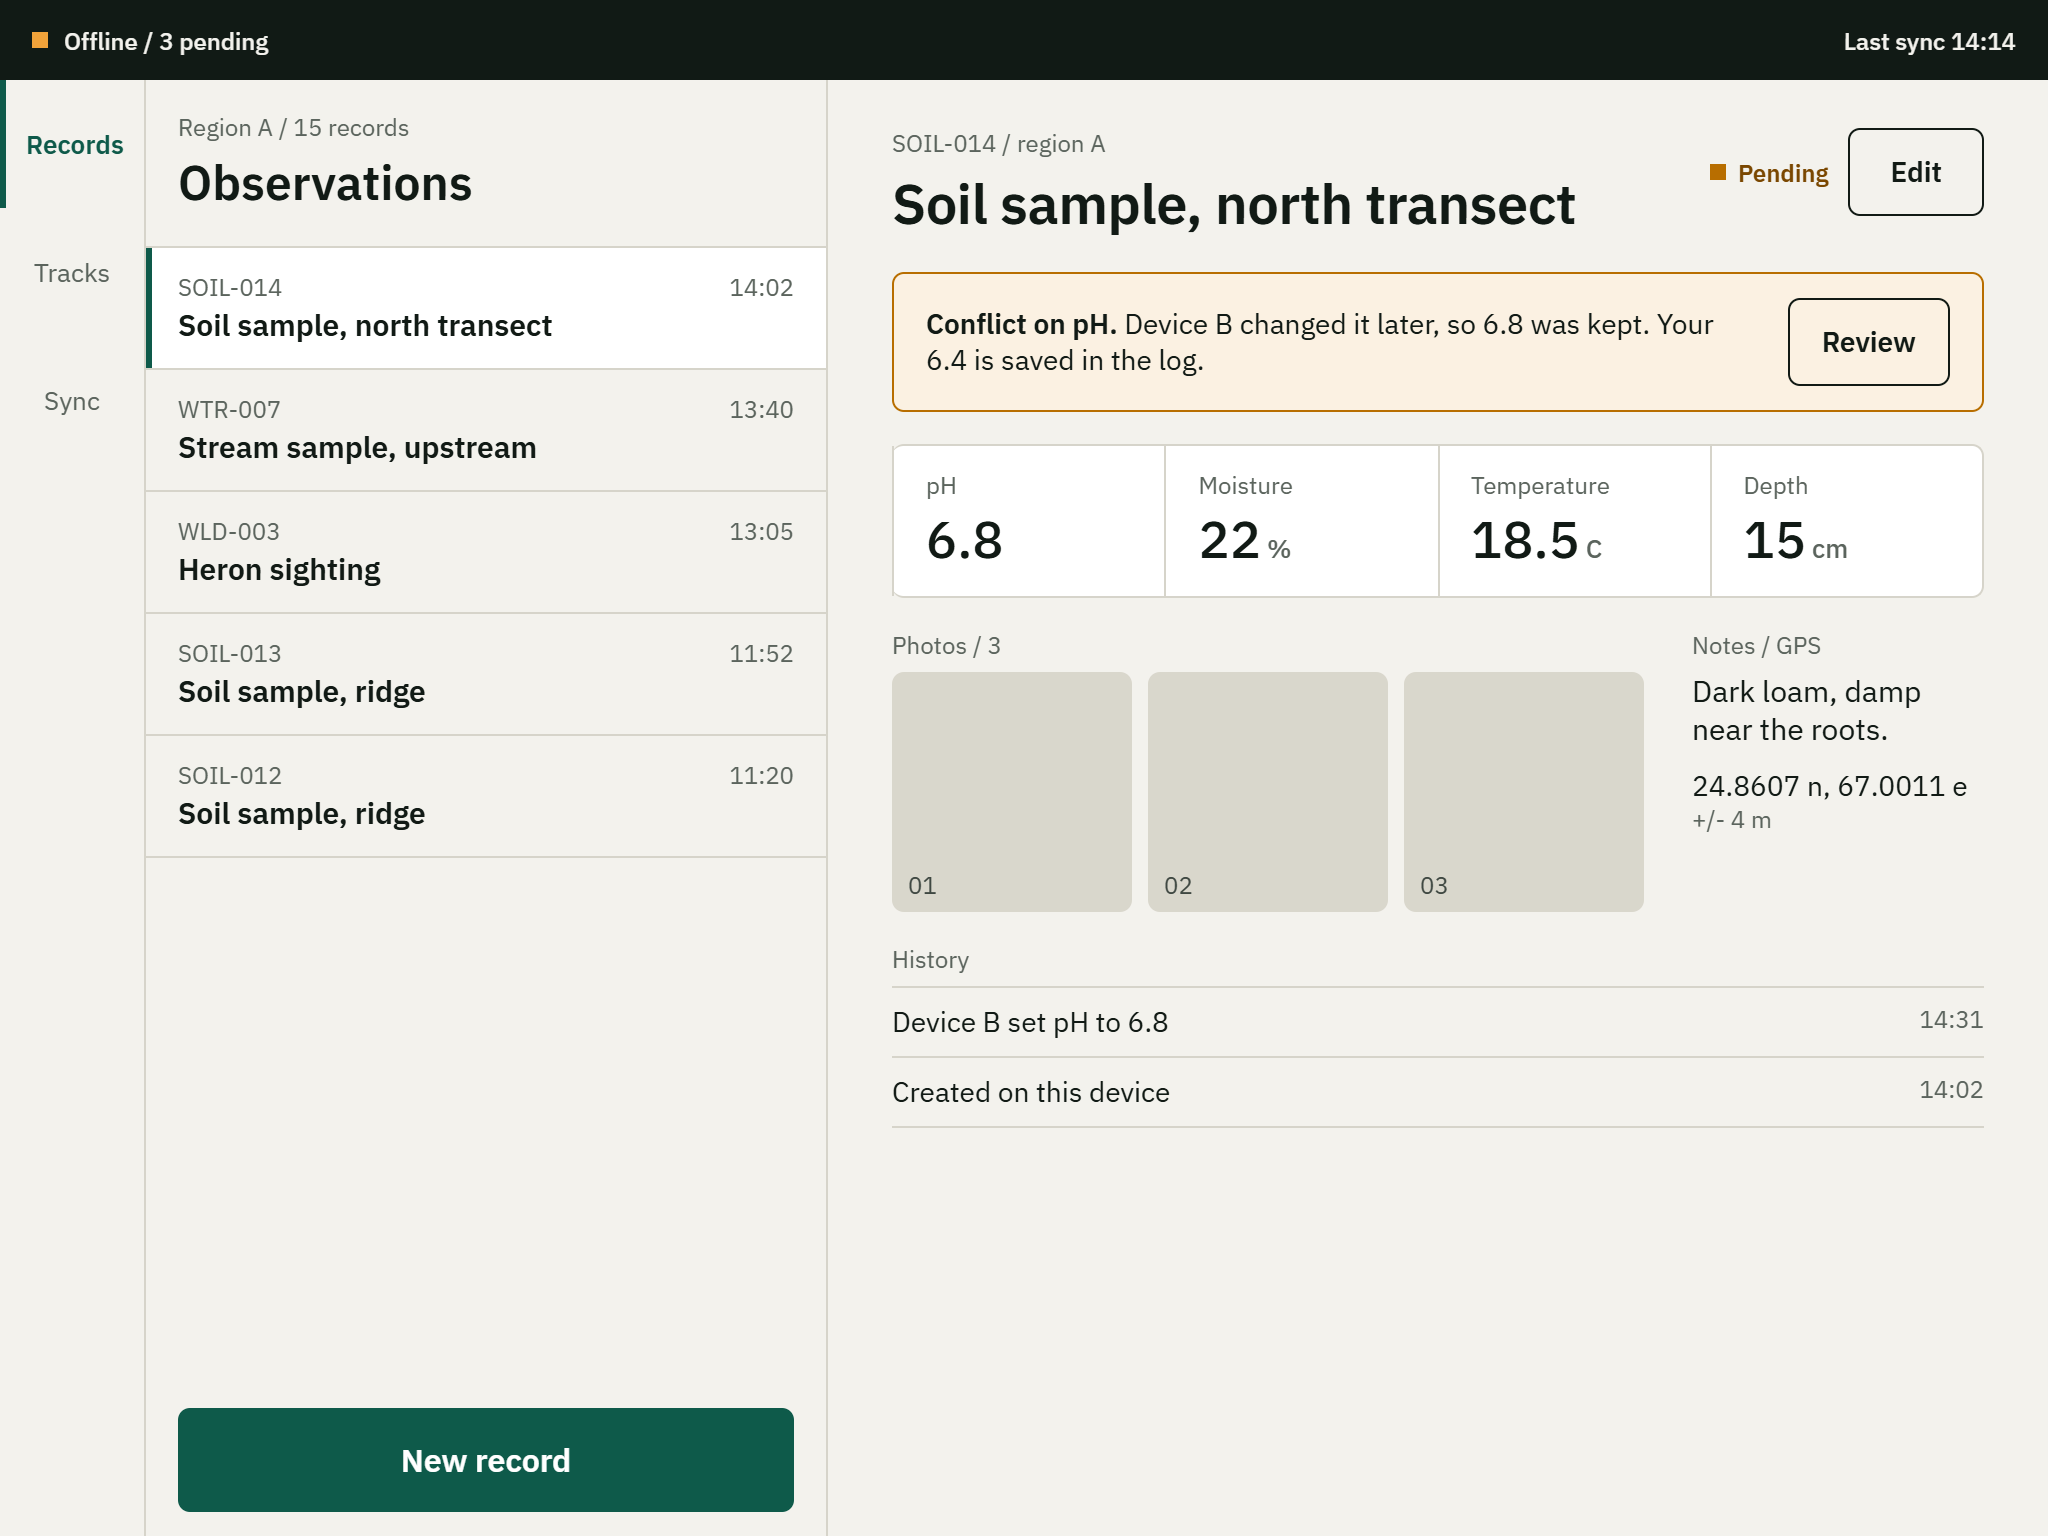 Offline / 3 pending
Last sync 14:14
Records
Tracks
Sync
Region A / 15 records
Observations
SOIL-014 14:02
Soil sample, north transect
WTR-007 13:40
Stream sample, upstream
WLD-003 13:05
Heron sighting
SOIL-013 11:52
Soil sample, ridge
SOIL-012 11:20
Soil sample, ridge
New record
SOIL-014 / region A
Soil sample, north transect
Pending
Edit
Conflict on pH. Device B changed it later, so 6.8 was kept. Your
6.4 is saved in the log.
Review
pH
6.8
Moisture
22 %
Temperature
18.5 C
Depth
15 cm
Photos / 3
01
02
03
Notes / GPS
Dark loam, damp
near the roots.
24.8607 n, 67.0011 e
+/- 4 m
History
Device B set pH to 6.8 14:31
Created on this device 14:02